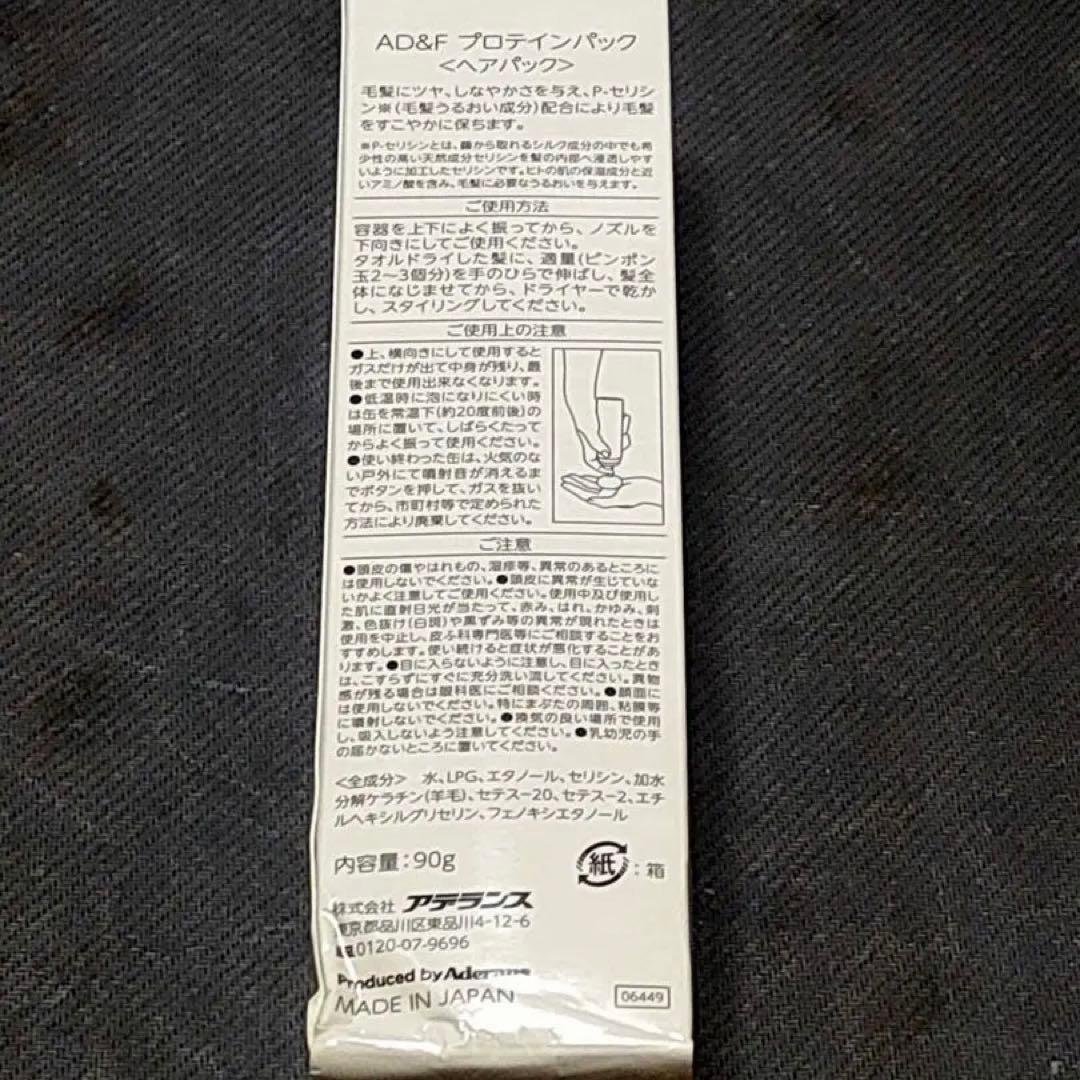 AD&F プロテインパック
<ヘアパック>
毛髪にツヤ、しなやかさを与え、P-セリシ
ン※(毛髪うるおい成分)配合により毛髪
をすこやかに保ちます。
※P-セリシンとは、繭から取れるシルク成分の中でも希
少性の高い天然成分セリシンを髪の内部へ浸透しやす
いように加工したセリシンです。ヒトの肌の保湿成分と近
いアミノ酸を含み、毛髪に必要なうるおいを与えます。
ご使用方法
容器を上下によく振ってから、ノズルを
下向きにしてご使用ください。
タオルドライした髪に、適量(ピンポン
玉2〜3個分)を手のひらで伸ばし、髪全
体になじませてから、ドライヤーで乾か
し、スタイリングしてください。
ご使用上の注意
●上、横向きにして使用すると
ガスだけが出て中身が残り、最
後まで使用出来なくなります。
●低温時に泡になりにくい時
は缶を常温下(約20度前後)の
場所に置いて、しばらくたって
からよく振って使用ください。
●使い終わった缶は、火気のな
い戸外にて噴射音が消えるま
でボタンを押して、ガスを抜い
てから、市町村等で定められた
方法により廃棄してください。
ご注意
●頭皮の傷やはれもの、湿疹等、異常のあるところに
は使用しないでください。●頭皮に異常が生じていな
いかよく注意してご使用ください。使用中及び使用し
た肌に直射日光が当たって、赤み、はれ、かゆみ、刺
激、色抜け(白斑)や黒ずみ等の異常が現れたときは
使用を中止し、皮ふ科専門医等にご相談することをお
すすめします。使い続けると症状が悪化することがあ
ります。●目に入らないように注意し、目に入ったとき
は、こすらずにすぐに充分洗い流してください。異物
感が残る場合は眼科医にご相談ください。●顔面に
は使用しないでください。特にまぶたの周囲、粘膜等
に噴射しないでください。●換気の良い場所で使用
し、吸入しないよう注意してください。●乳幼児の手
の届かないところに置いてください。
<全成分> 水、LPG、エタノール、セリシン、加水
分解ケラチン(羊毛)、セテス-20、セテス-2、エチ
ルヘキシルグリセリン、フェノキシエタノール
内容量:90g
紙:箱
株式会社 アデランス
東京都品川区東品川4-12-6
0120-07-9696
Produced by Aderans
MADE IN JAPAN
06449